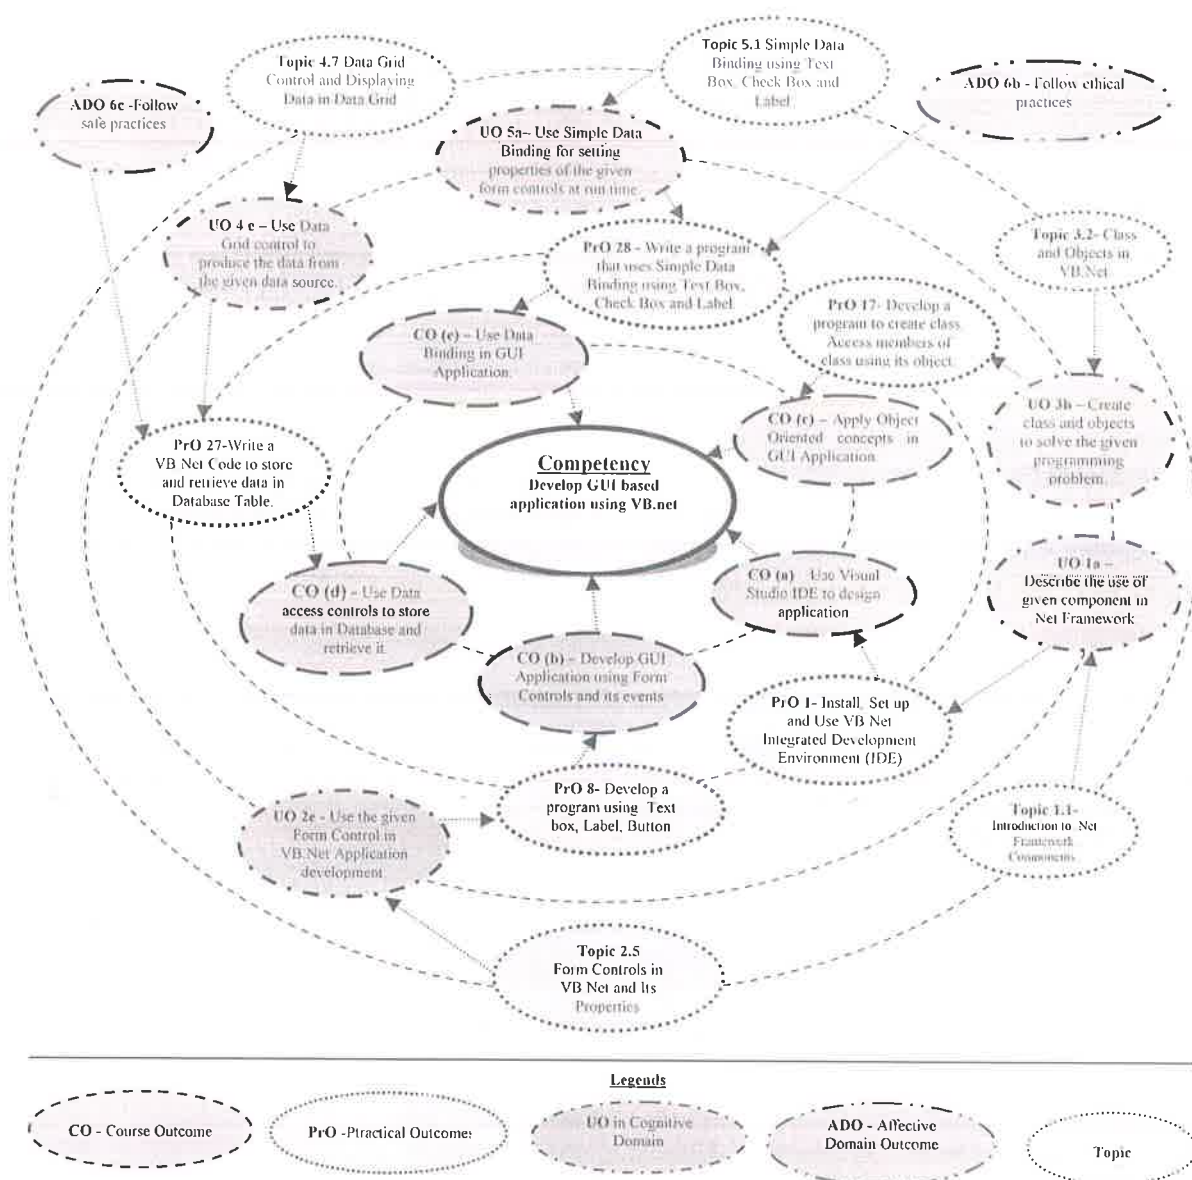 Topic 4.7 Data Grid
Control and Displaying
Data in Data Grid
Topic 5.1 Simple Data
Binding using Text
Box, Check Box and
Label
ADO 6c -Follow
safe practices
ADO 6b - Follow ethical
practices
UO 5a– Use Simple Data
Binding for setting
properties of the given
form controls at run time
UO 4 e – Use Data
Grid control to
produce the data from
the given data source.
PrO 28 - Write a program
that uses Simple Data
Binding using Text Box,
Check Box and Label
Topic 3.2- Class
and Objects in
VB.Net
PrO 17- Develop a
program to create class
Access members of
class using its object.
CO (e) – Use Data
Binding in GUI
Application.
CO (c) – Apply Object
Oriented concepts in
GUI Application.
UO 3b – Create
class and objects
to solve the given
programming
problem.
PrO 27-Write a
VB Net Code to store
and retrieve data in
Database Table.
Competency
Develop GUI based
application using VB.net
CO (a) – Use Visual
Studio IDE to design
application
UO 1a –
Describe the use of
given component in
Net Framework
CO (d) - Use Data
access controls to store
data in Database and
retrieve it
CO (b) – Develop GUI
Application using Form
Controls and its events
PrO 1- Install, Set up
and Use VB Net
Integrated Development
Environment (IDE)
PrO 8- Develop a
program using Text
box, Label, Button
UO 2e - Use the given
Form Control in
VB.Net Application
development
Topic 1.1-
Introduction to .Net
Framework
Components
Topic 2.5
Form Controls in
VB Net and Its
Properties
Legends
CO - Course Outcome
PrO -Ptractical Outcomes
UO in Cognitive
Domain
ADO - Affective
Domain Outcome
Topic